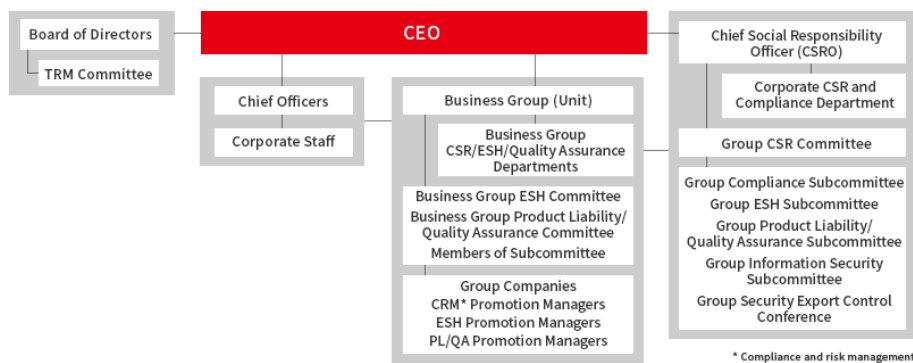 Board of Directors
TRM Committee
CEO
Chief Social Responsibility
Officer (CSRO)
Corporate CSR and
Compliance Department
Chief Officers
Corporate Staff
Business Group (Unit)
Business Group
CSR/ESH/Quality Assurance
Departments
Business Group ESH Committee
Business Group Product Liability/
Quality Assurance Committee
Members of Subcommittee
Group Companies
CRM* Promotion Managers
ESH Promotion Managers
PL/QA Promotion Managers
Group CSR Committee
Group Compliance Subcommittee
Group ESH Subcommittee
Group Product Liability/
Quality Assurance Subcommittee
Group Information Security
Subcommittee
Group Security Export Control
Conference
* Compliance and risk management